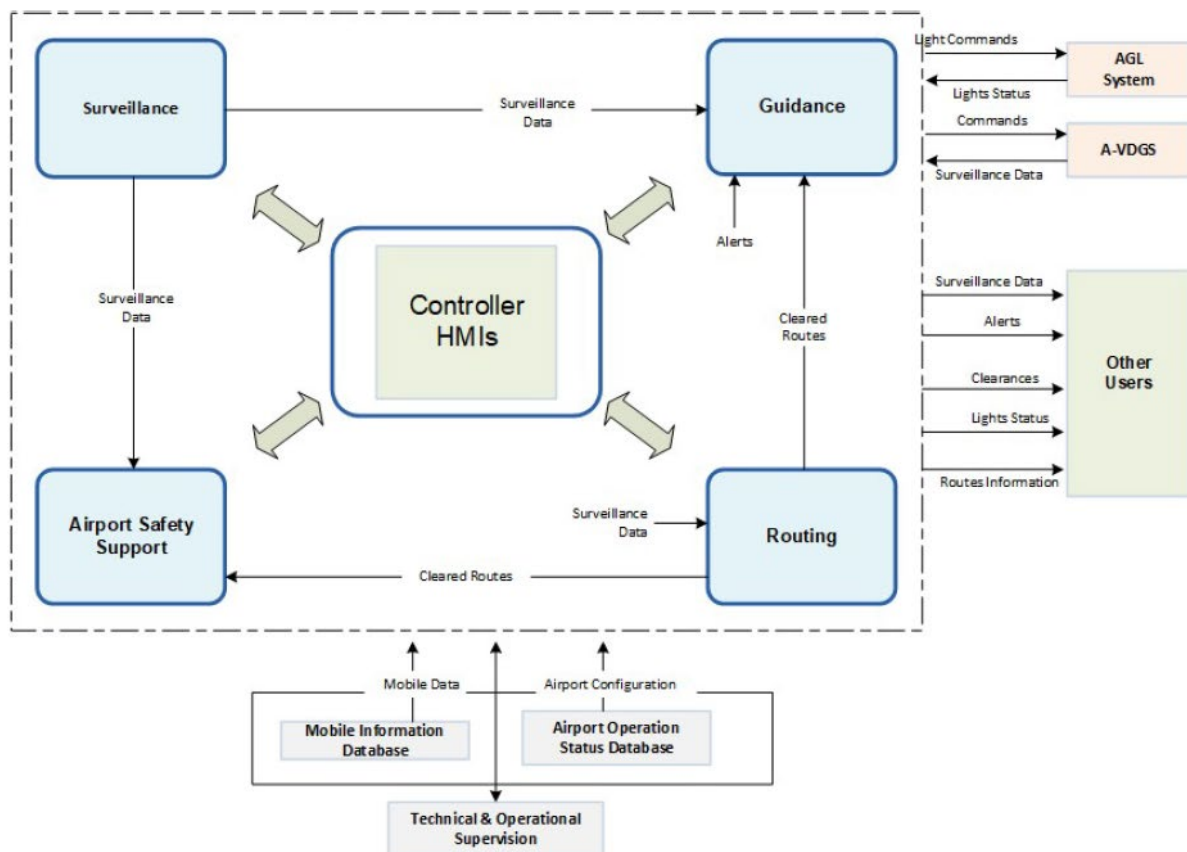 Light Commands
AGL
System
Lights Status
Surveillance
Surveillance
Data
Guidance
Commands
A-VDGS
Surveillance Data
Alerts
Surveillance
Data
Controller
HMIs
Cleared
Routes
Surveillance Data
Alerts
Clearances
Lights Status
Routes Information
Other
Users
Airport Safety
Support
Surveillance
Data
Routing
Cleared Routes
Mobile Data
Airport Configuration
Mobile Information
Database
Airport Operation
Status Database
Technical & Operational
Supervision